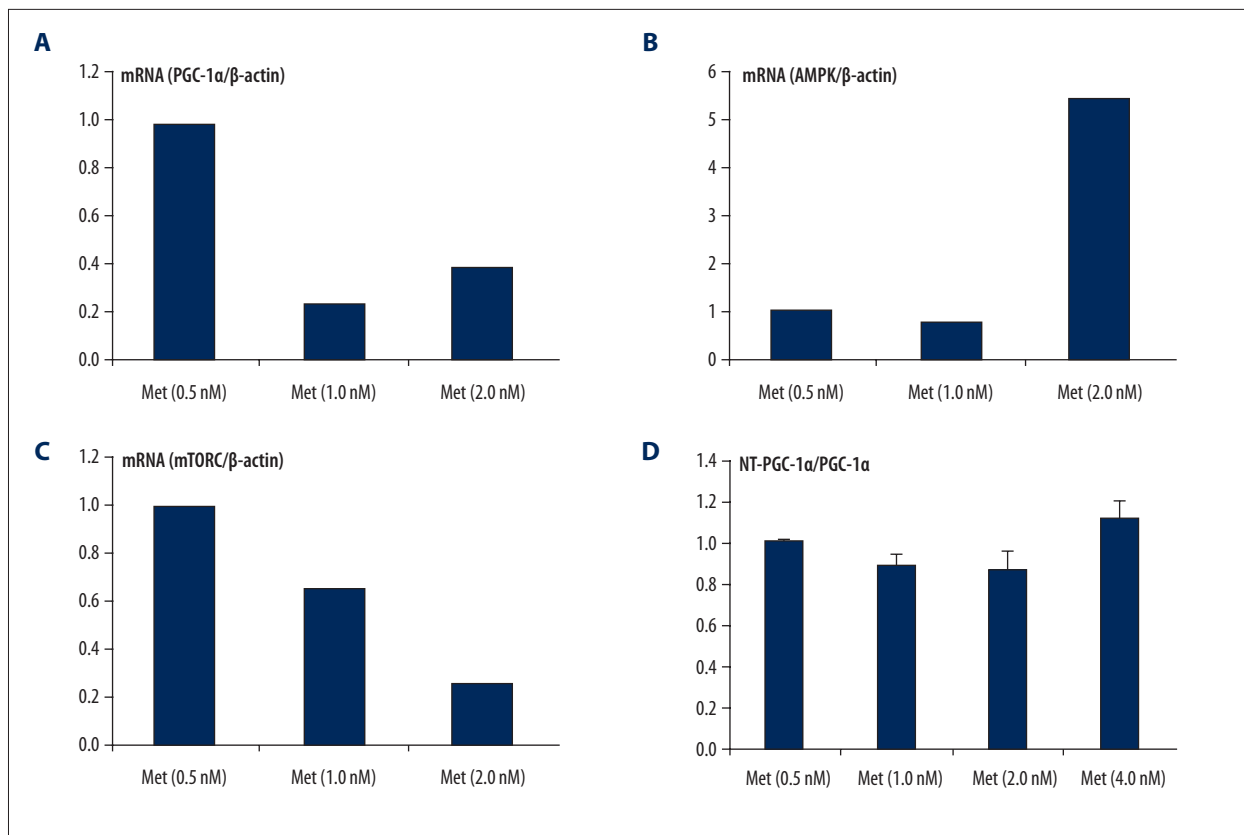 A
mRNA (PGC-1α/β-actin)
1.2
1.0
0.8
0.6
0.4
0.2
0.0
Met (0.5 nM) Met (1.0 nM) Met (2.0 nM)
B
mRNA (AMPK/β-actin)
6
5
4
3
2
1
0
Met (0.5 nM) Met (1.0 nM) Met (2.0 nM)
C
mRNA (mTORC/β-actin)
1.2
1.0
0.8
0.6
0.4
0.2
0.0
Met (0.5 nM) Met (1.0 nM) Met (2.0 nM)
D
NT-PGC-1α/PGC-1α
1.4
1.2
1.0
0.8
0.6
0.4
0.2
0.0
Met (0.5 nM) Met (1.0 nM) Met (2.0 nM) Met (4.0 nM)